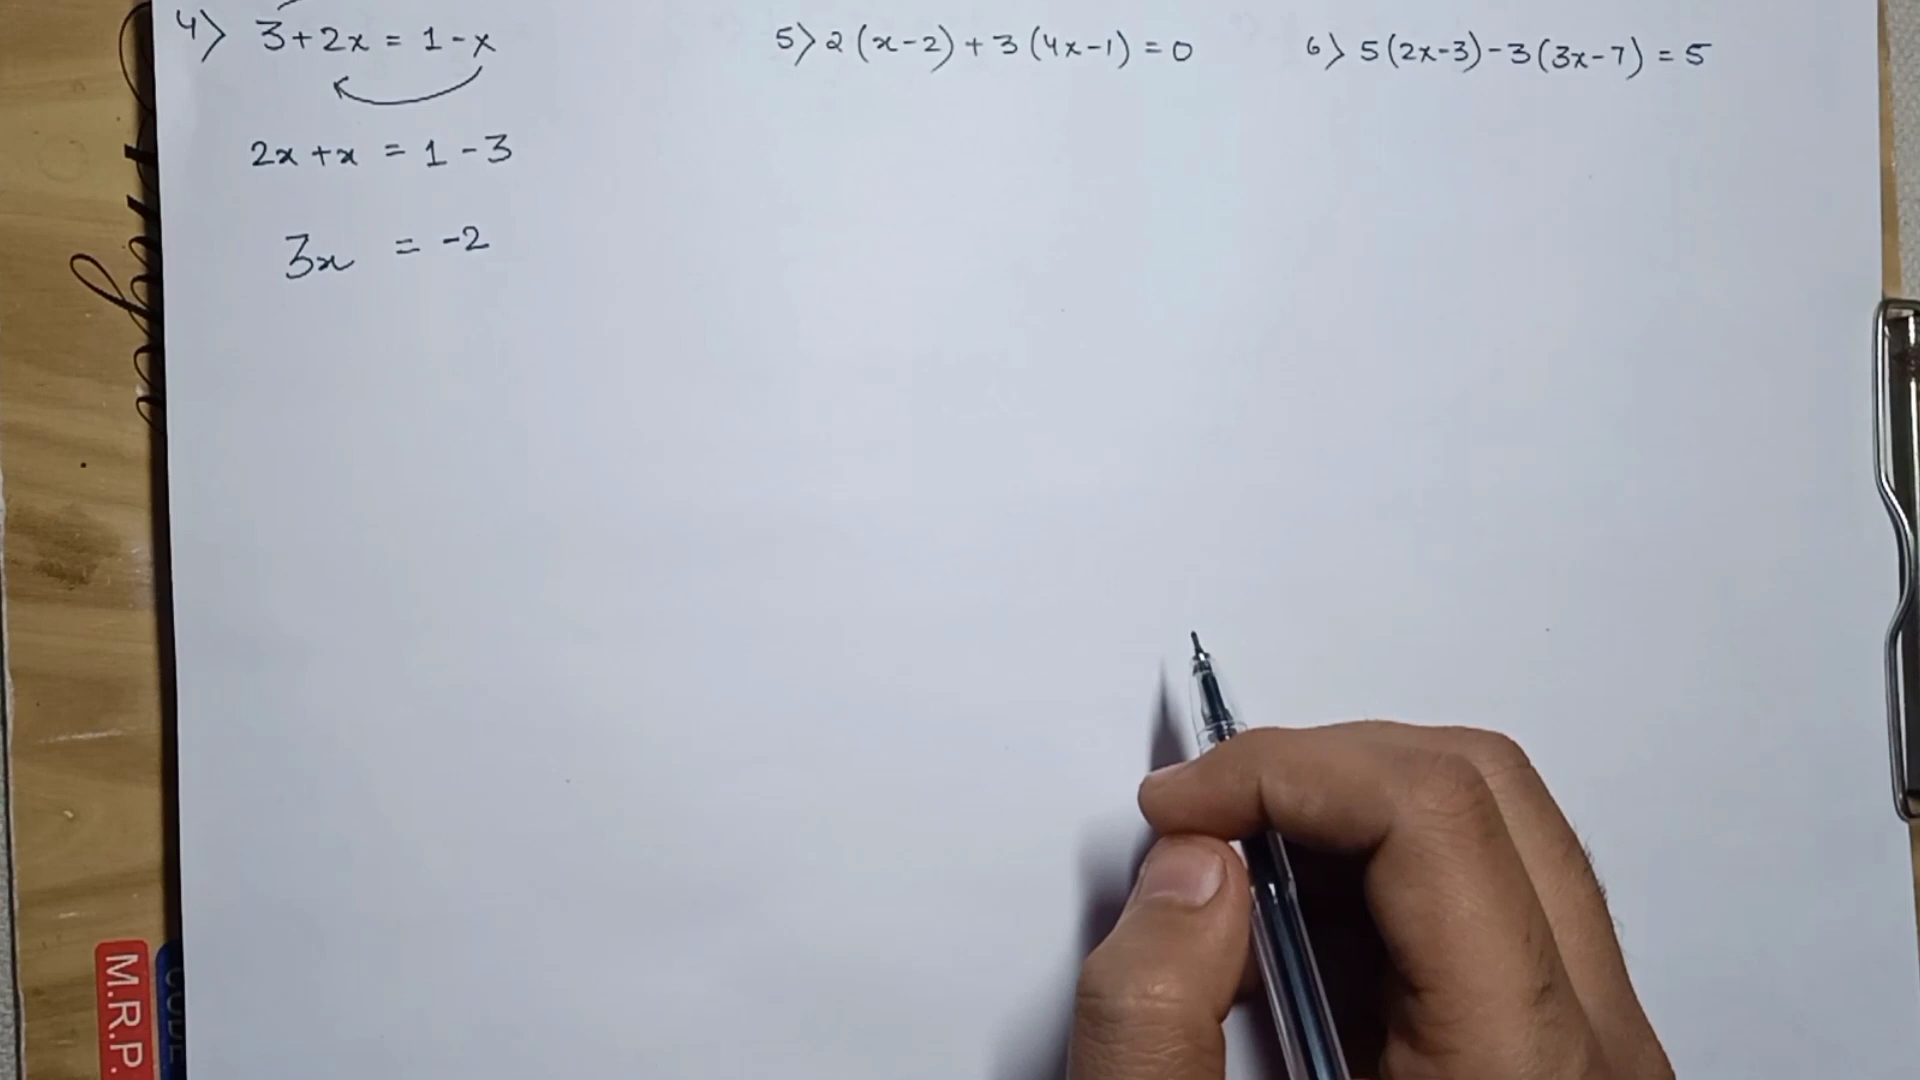 4) 3+2x = 1-x
2x+x = 1-3
3x = -2
5) 2(x-2)+3(4x-1) = 0
6) 5(2x-3)-3(3x-7) = 5
M.R.P.
CODE